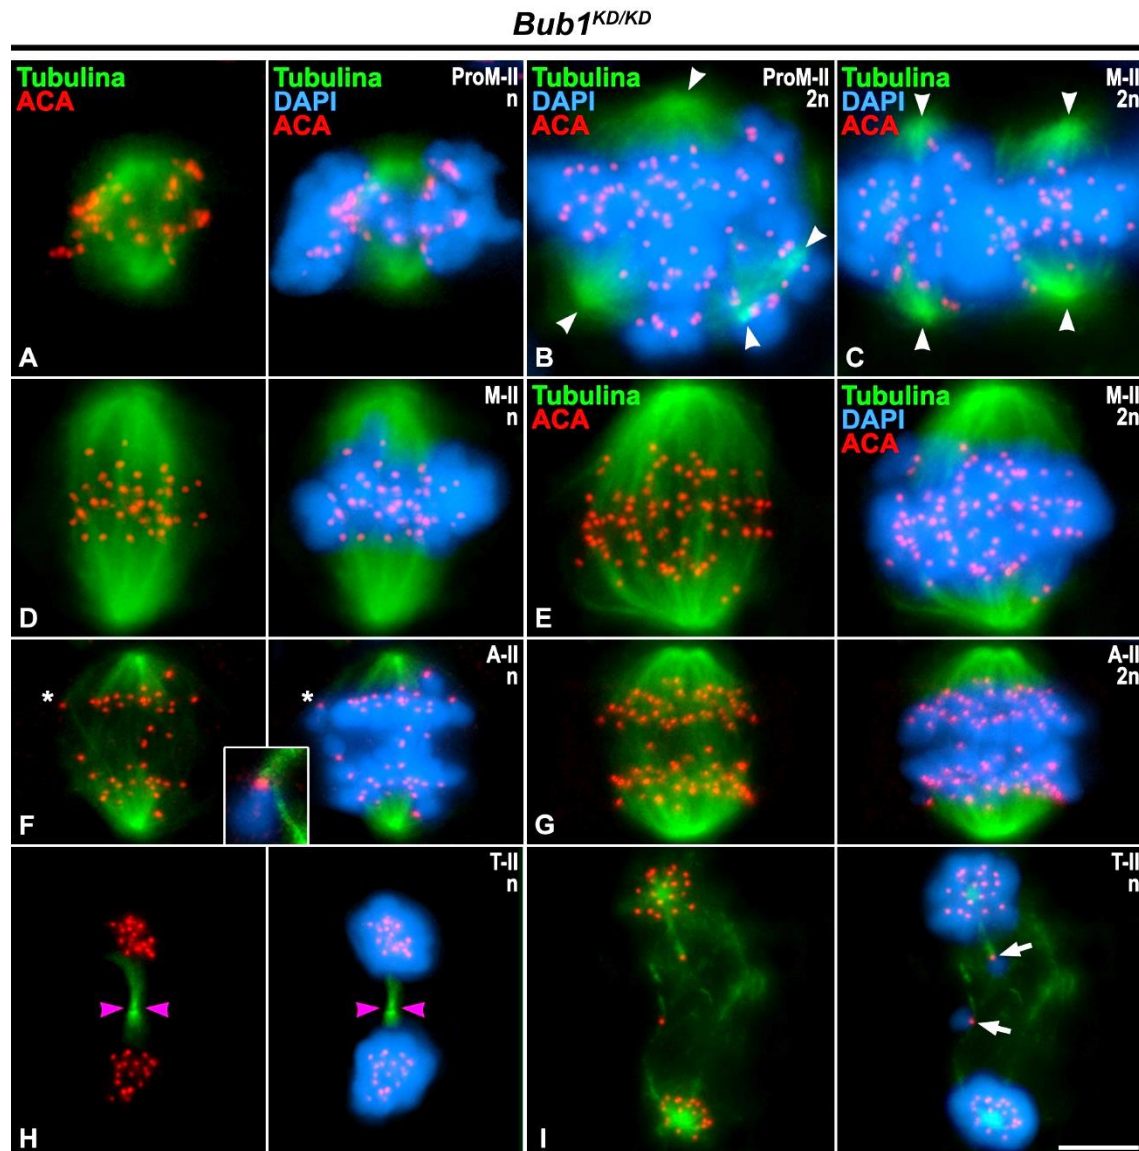 Bub1KD/KD
Tubulina
ACA
Tubulina
DAPI
ACA
ProM-II
n
A
Tubulina
DAPI
ACA
ProM-II
2n
B
Tubulina
DAPI
ACA
M-II
2n
C
M-II
n
D
Tubulina
ACA
E
Tubulina
DAPI
ACA
M-II
2n
*
F
*
A-II
n
G
A-II
2n
H
T-II
n
I
T-II
n